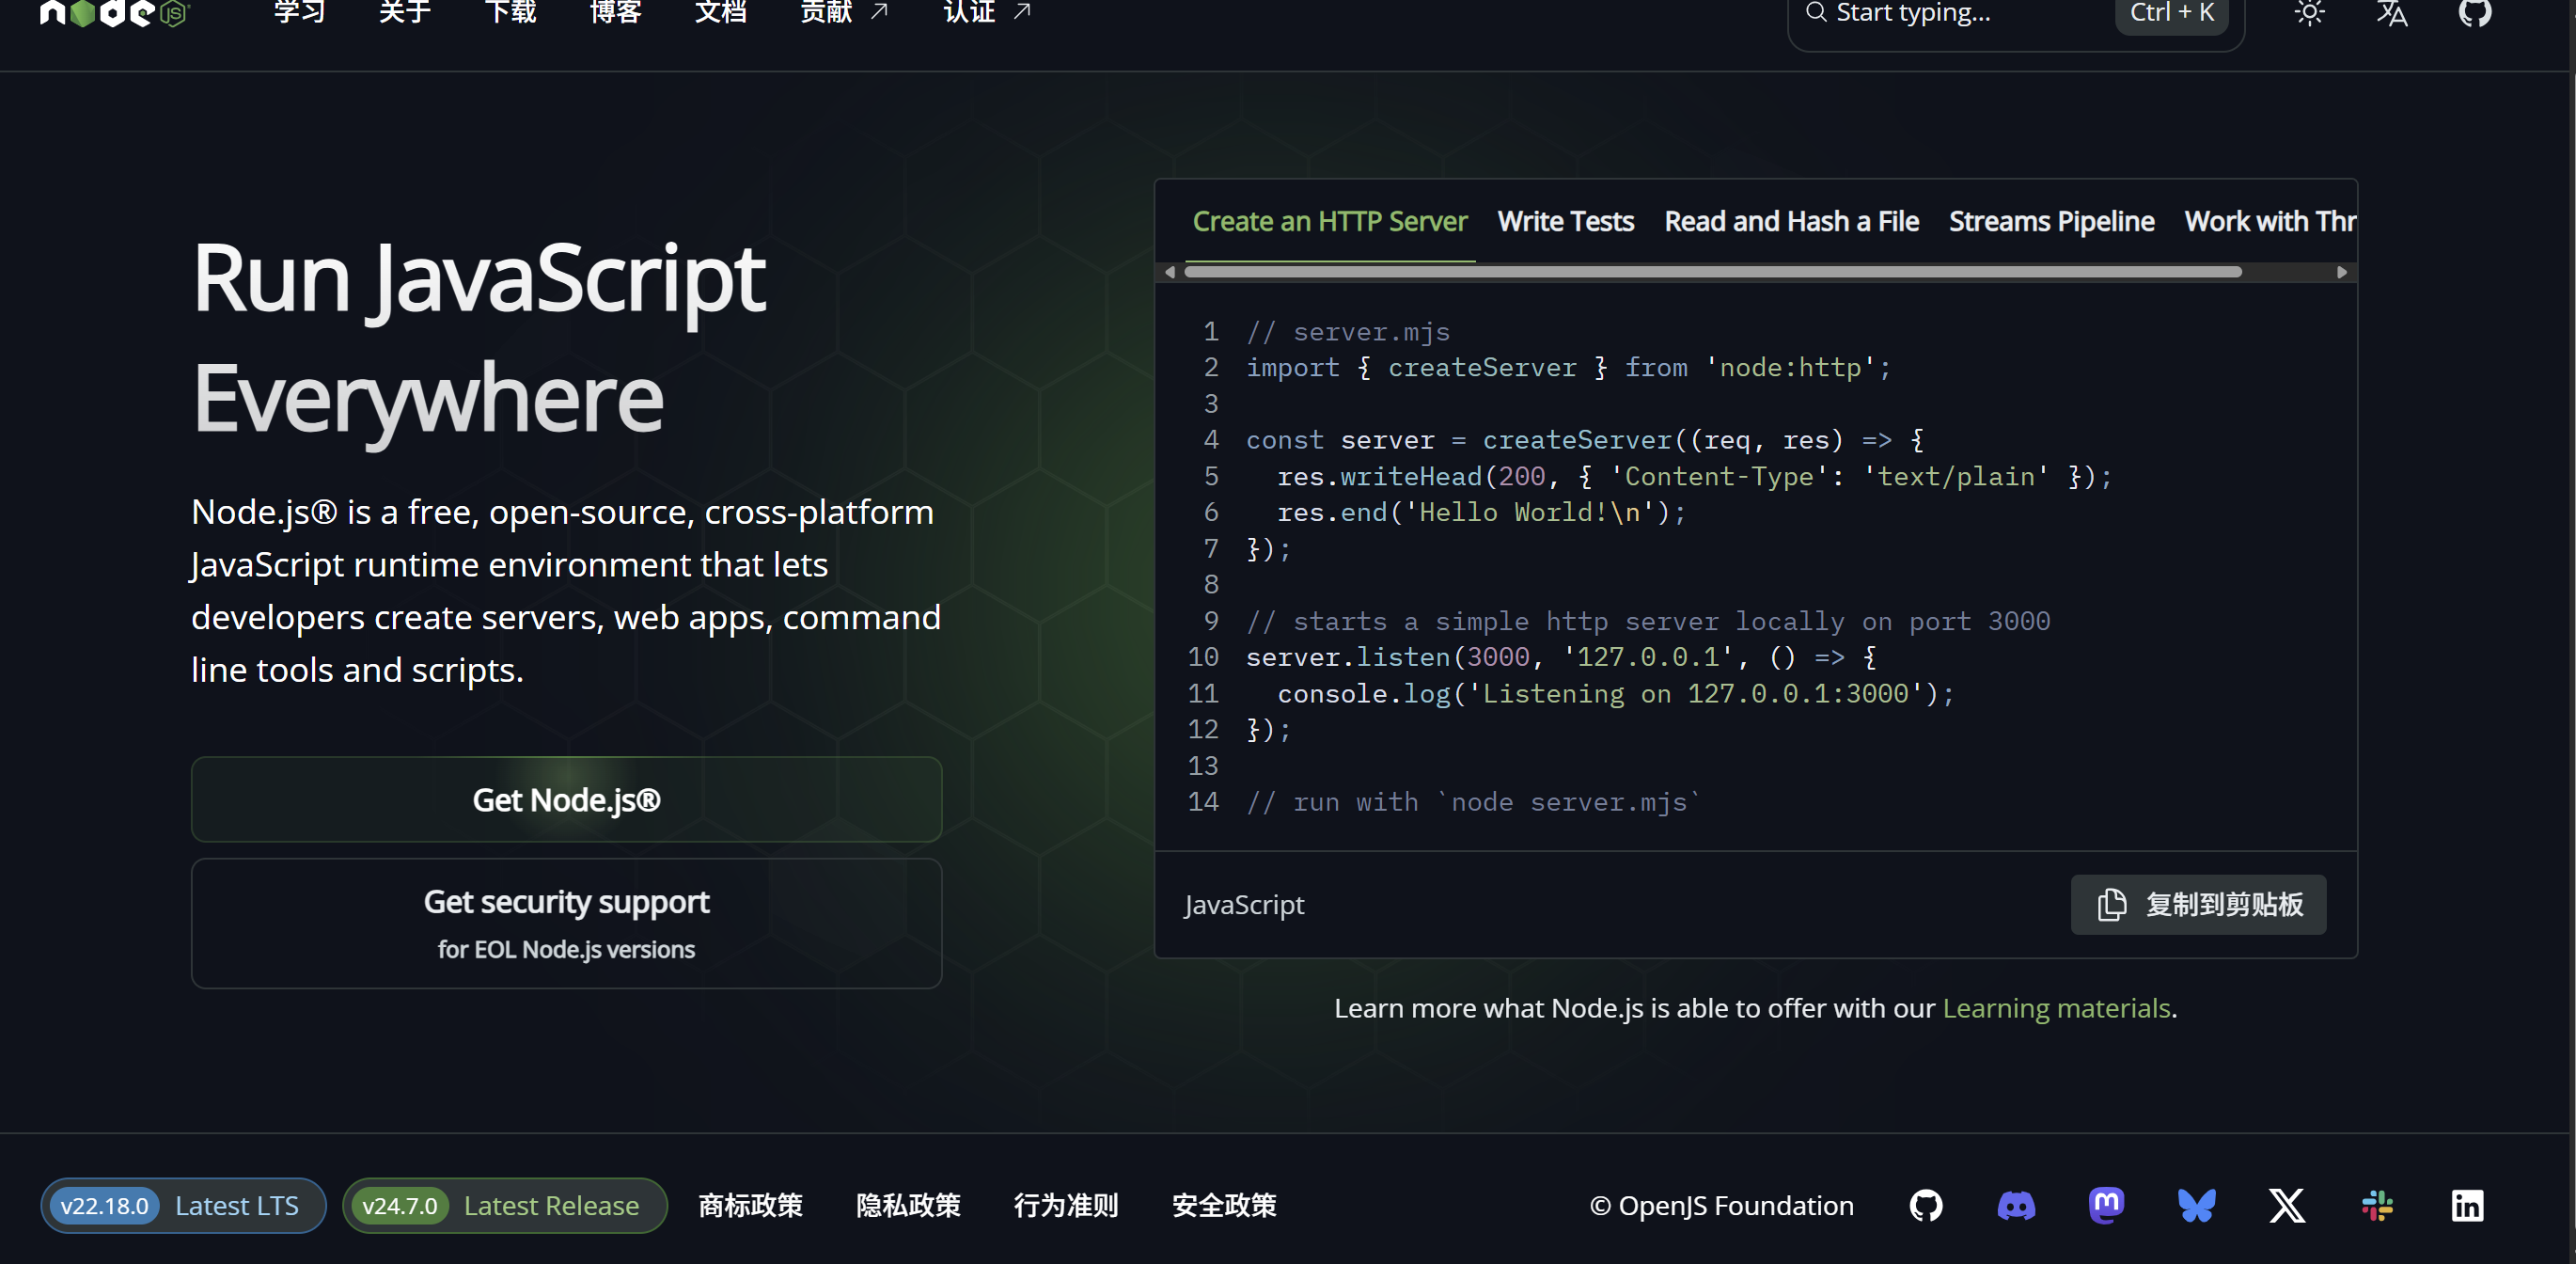 node JS
学习 关于 下载 博客 文档 贡献 认证 Start typing... Ctrl + K
Run JavaScript
Everywhere
Node.js® is a free, open-source, cross-platform
JavaScript runtime environment that lets
developers create servers, web apps, command
line tools and scripts.
Get Node.js®
Get security support
for EOL Node.js versions
Create an HTTP Server Write Tests Read and Hash a File Streams Pipeline Work with Thr
1 // server.mjs
2 import { createServer } from 'node:http';
3
4 const server = createServer((req, res) => {
5   res.writeHead(200, { 'Content-Type': 'text/plain' });
6   res.end('Hello World!\n');
7 });
8
9 // starts a simple http server locally on port 3000
10 server.listen(3000, '127.0.0.1', () => {
11   console.log('Listening on 127.0.0.1:3000');
12 });
13
14 // run with `node server.mjs`
JavaScript 复制到剪贴板
Learn more what Node.js is able to offer with our Learning materials.
v22.18.0 Latest LTS v24.7.0 Latest Release 商标政策 隐私政策 行为准则 安全政策 © OpenJS Foundation